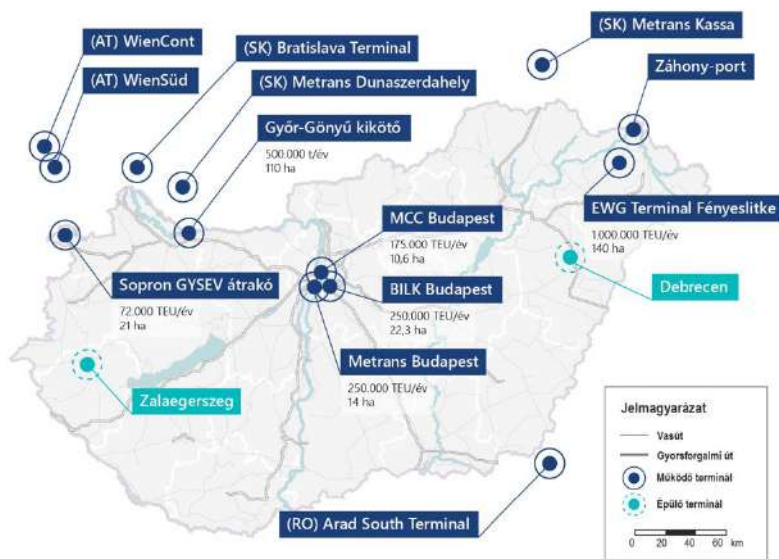 (AT) WienCont
(AT) WienSüd
(SK) Bratislava Terminal
(SK) Metrans Dunaszerdahely
Győr-Gönyű kikötő
500.000 t/év
110 ha
(SK) Metrans Kassa
Záhony-port
MCC Budapest
175.000 TEU/év
10,6 ha
EWG Terminal Fényeslitke
1.000.000 TEU/év
140 ha
Sopron GYSEV átrakó
72.000 TEU/év
21 ha
BILK Budapest
250.000 TEU/év
22,3 ha
Debrecen
Metrans Budapest
250.000 TEU/év
14 ha
Zalaegerszeg
(RO) Arad South Terminal
Jelmagyarázat
Vasút
Gyorsforgalmi út
Működő terminál
Épülő terminál
0 20 40 60 km